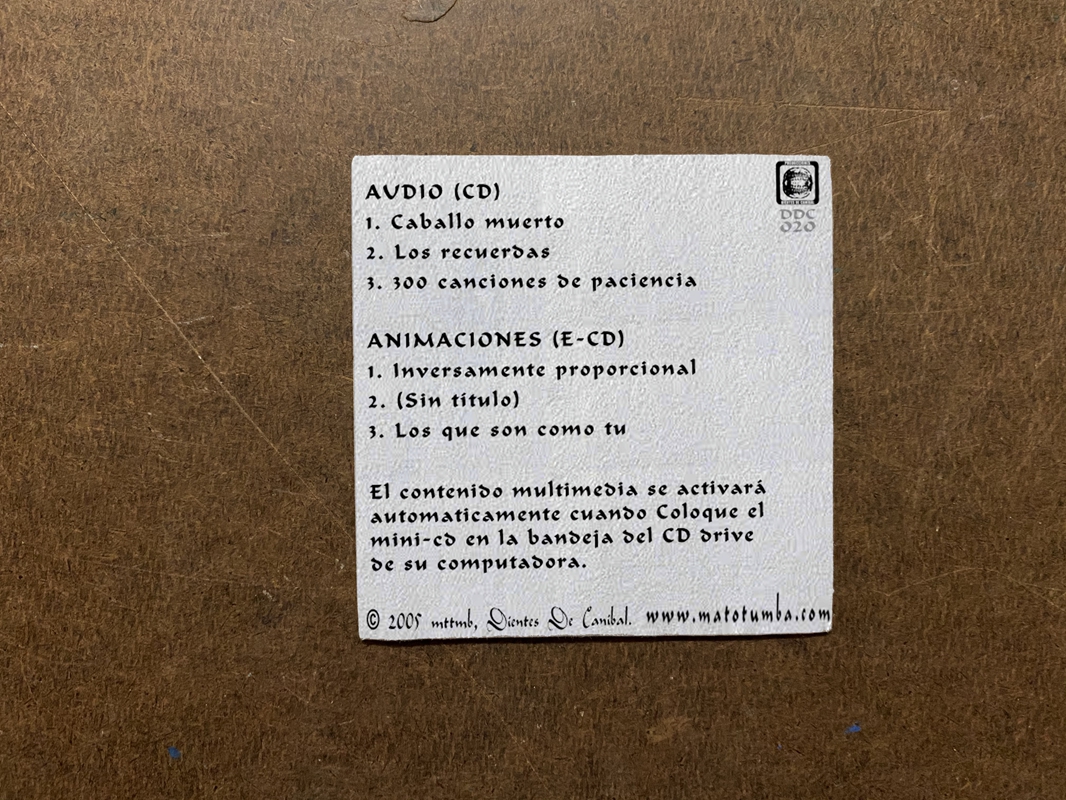 AUDIO (CD)
1. Caballo muerto
2. Los recuerdas
3. 300 canciones de paciencia
DDC
020
ANIMACIONES (E-CD)
1. Inversamente proporcional
2. (Sin titulo)
3. Los que son como tu
El contenido multimedia se activará
automaticamente cuando Coloque el
mini-cd en la bandeja del CD drive
de su computadora.
© 2005 mttmb, Dientes De Canibal. www.matotumba.com